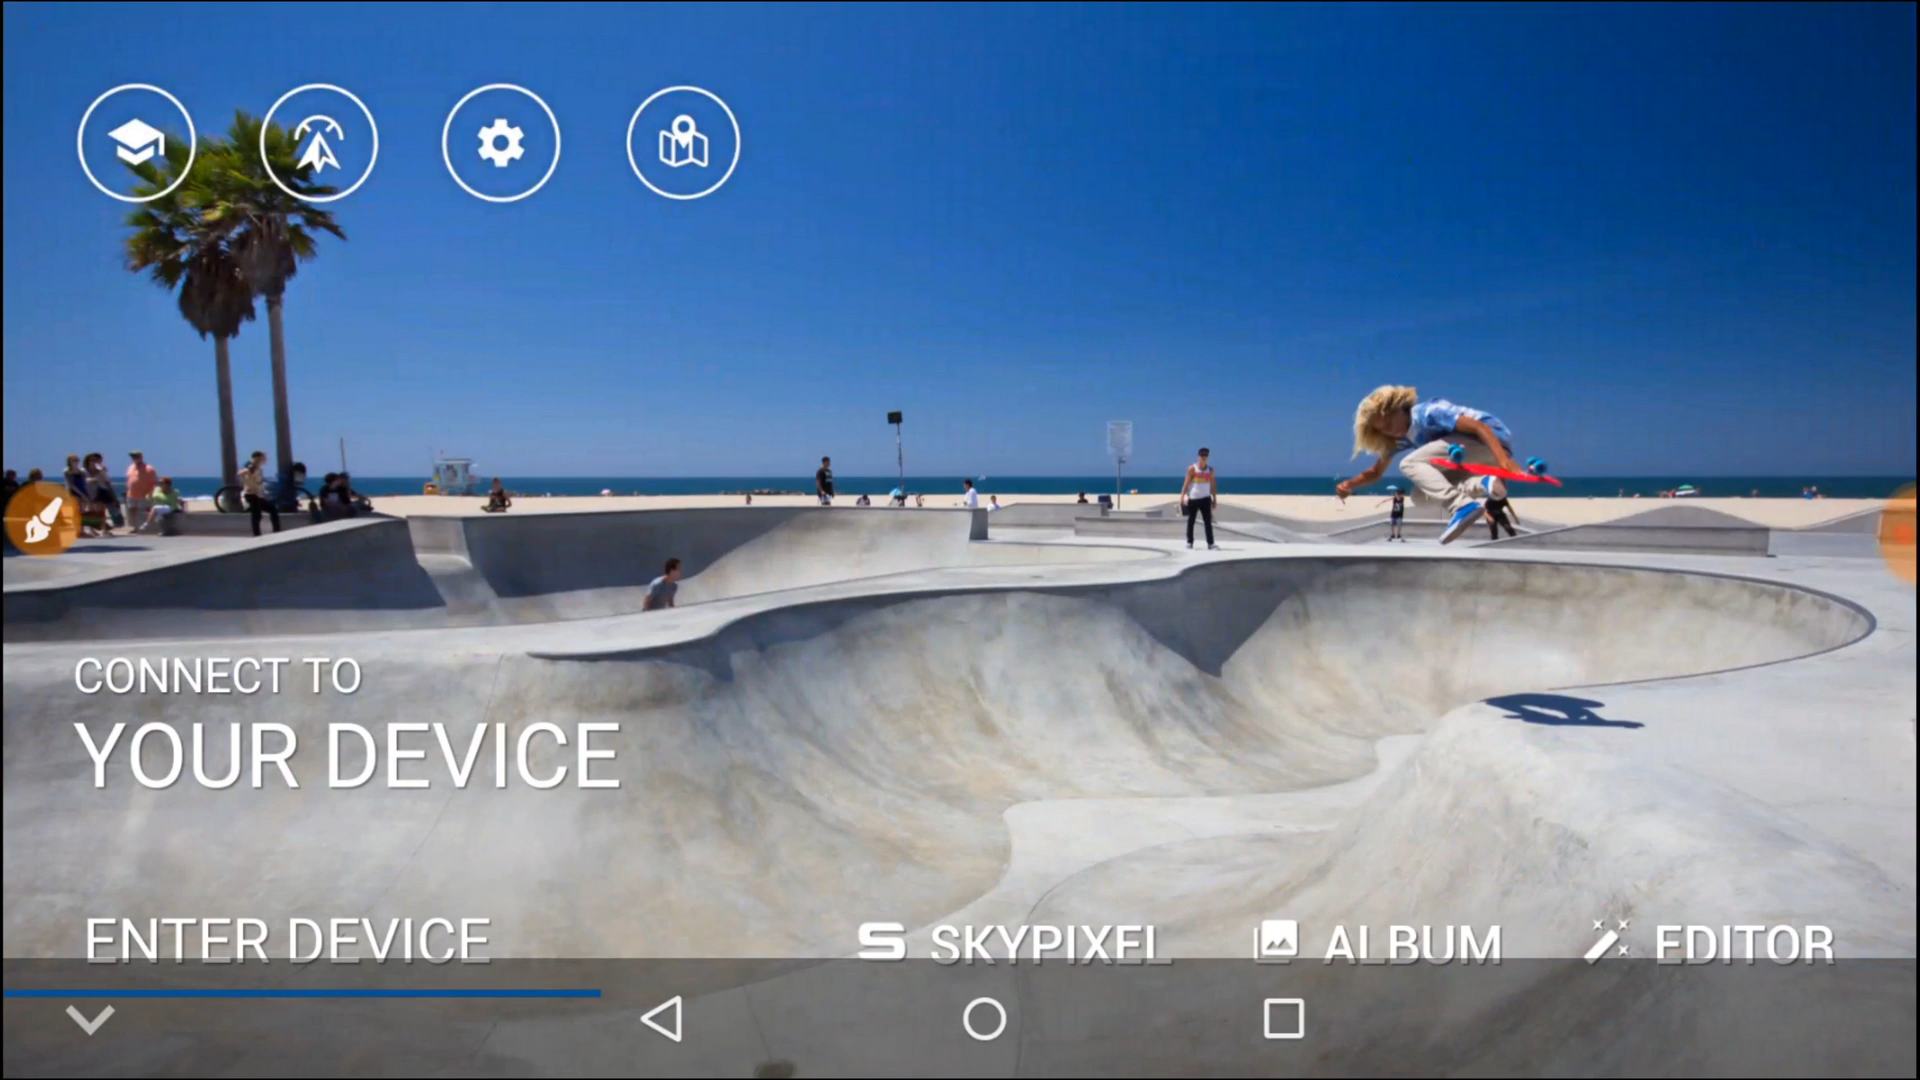 CONNECT TO
YOUR DEVICE
ENTER DEVICE
SKYPIXEL
ALBUM
EDITOR